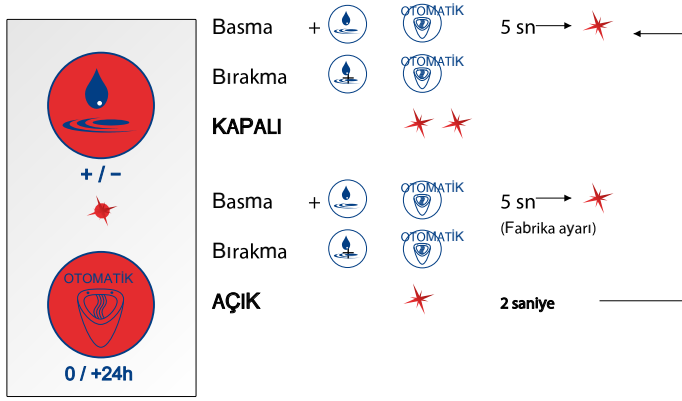 Basma + OTOMATİK 5 sn
Bırakma OTOMATİK
KAPALI
+ / −
Basma + OTOMATİK 5 sn
(Fabrika ayarı)
Bırakma OTOMATİK
AÇIK 2 saniye
OTOMATİK
0 / +24h